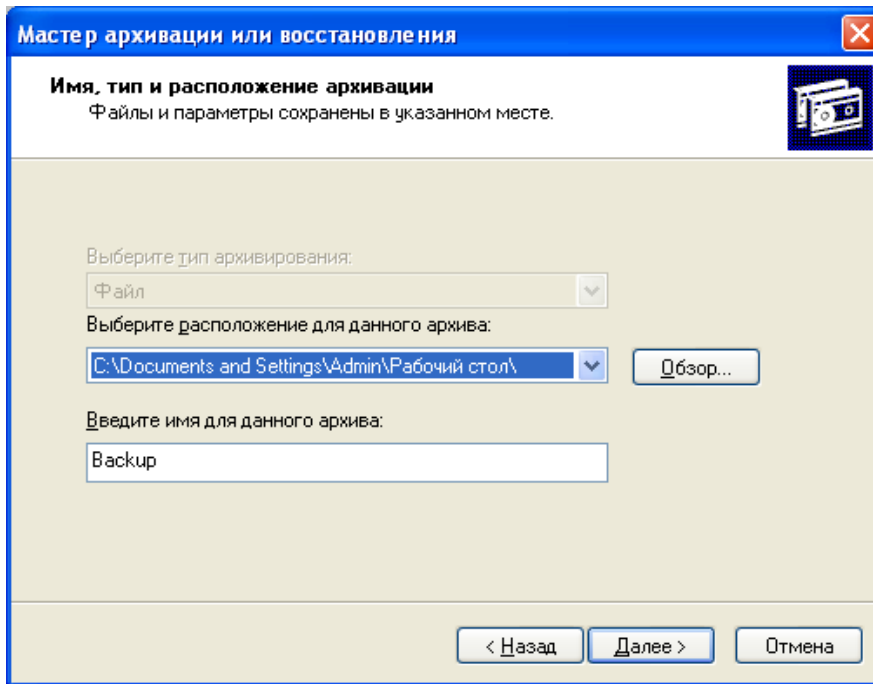 Мастер архивации или восстановления
Имя, тип и расположение архивации
Файлы и параметры сохранены в указанном месте.
Выберите тип архивирования:
Файл
Выберите расположение для данного архива:
C:\Documents and Settings\Admin\Рабочий стол\
Обзор...
Введите имя для данного архива:
Backup
< Назад Далее > Отмена